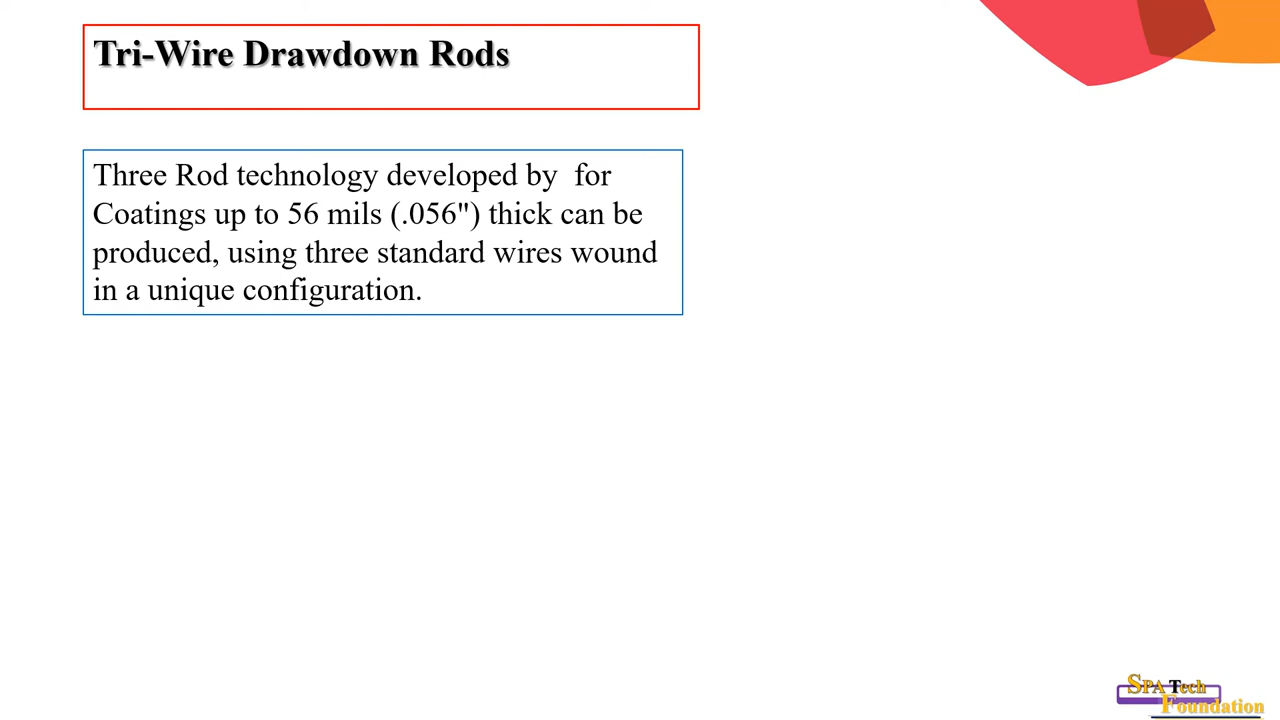 Tri-Wire Drawdown Rods
Three Rod technology developed by  for
Coatings up to 56 mils (.056") thick can be
produced, using three standard wires wound
in a unique configuration.
SPA Tech
Foundation